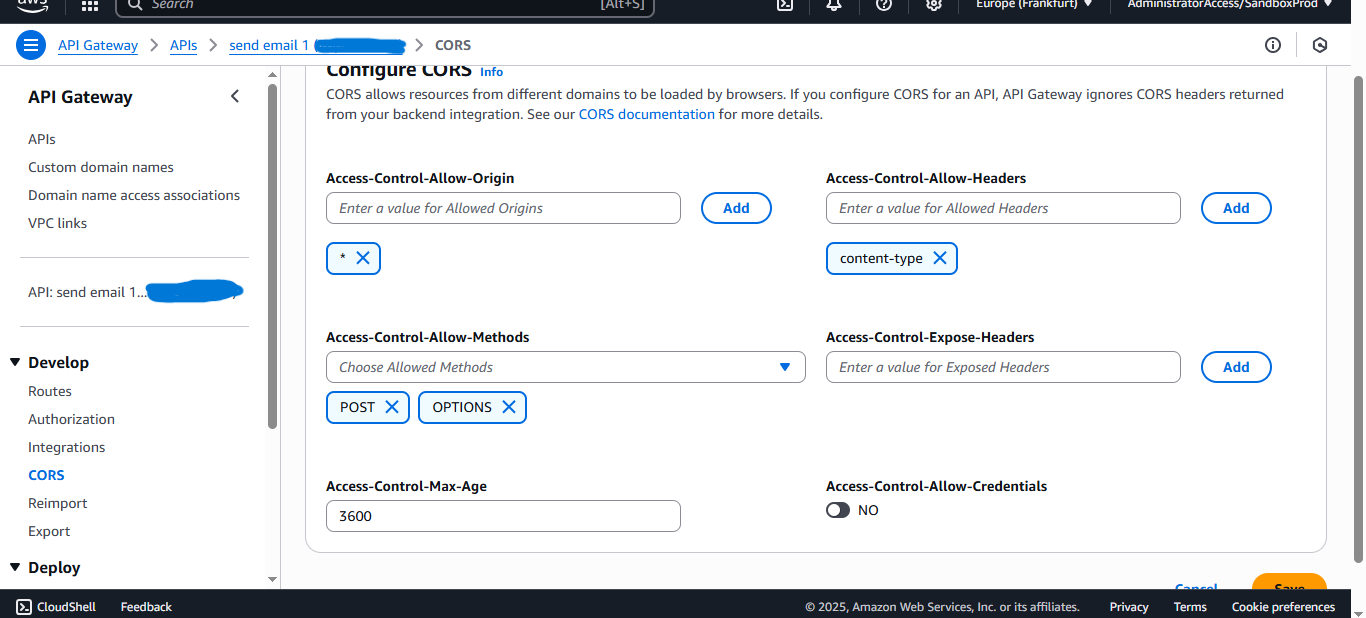 aws
Search
[Alt+S]
Europe (Frankfurt)
AdministratorAccess/SandboxProd
API Gateway
APIs
send email 1 (
CORS
API Gateway
APIs
Custom domain names
Domain name access associations
VPC links
API: send email 1...
Develop
Routes
Authorization
Integrations
CORS
Reimport
Export
Deploy
Configure CORS Info
CORS allows resources from different domains to be loaded by browsers. If you configure CORS for an API, API Gateway ignores CORS headers returned
from your backend integration. See our CORS documentation for more details.
Access-Control-Allow-Origin
Enter a value for Allowed Origins
Add
*
Access-Control-Allow-Headers
Enter a value for Allowed Headers
Add
content-type
Access-Control-Allow-Methods
Choose Allowed Methods
POST
OPTIONS
Access-Control-Expose-Headers
Enter a value for Exposed Headers
Add
Access-Control-Max-Age
3600
Access-Control-Allow-Credentials
NO
Cancel
Save
CloudShell
Feedback
© 2025, Amazon Web Services, Inc. or its affiliates.
Privacy
Terms
Cookie preferences